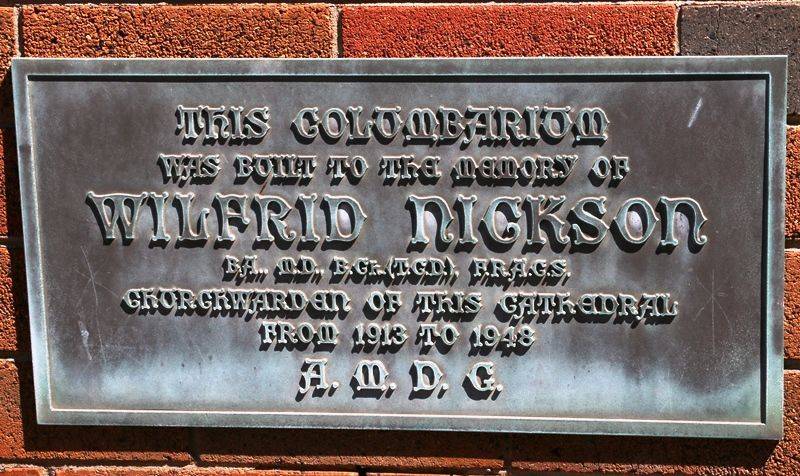 THIS COLUMBARIUM
WAS BUILT TO THE MEMORY OF
WILFRID NICKSON
B.A., M.D., B.Ch.(T.C.D.), F.R.A.C.S.
CHURCHWARDEN OF THIS CATHEDRAL
FROM 1913 TO 1948
A. M. D. G.